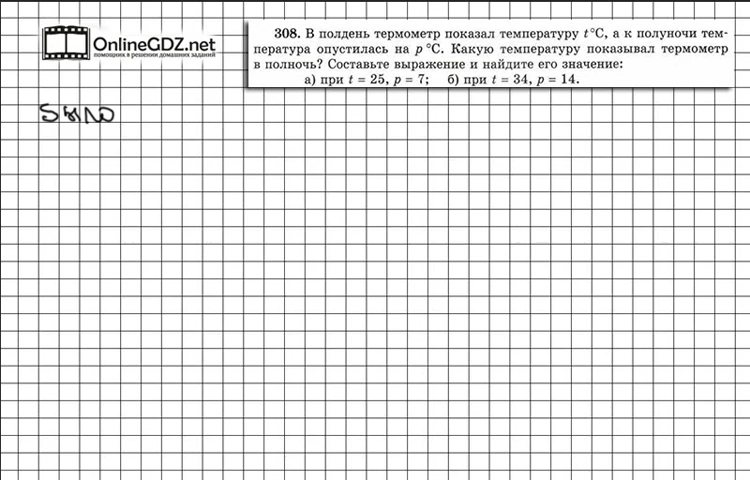 OnlineGDZ.net
помощник в решении домашних заданий
308. В полдень термометр показал температуру t °С, а к полуночи тем-
пература опустилась на p °С. Какую температуру показывал термометр
в полночь? Составьте выражение и найдите его значение:
а) при t = 25, p = 7; б) при t = 34, p = 14.
Было